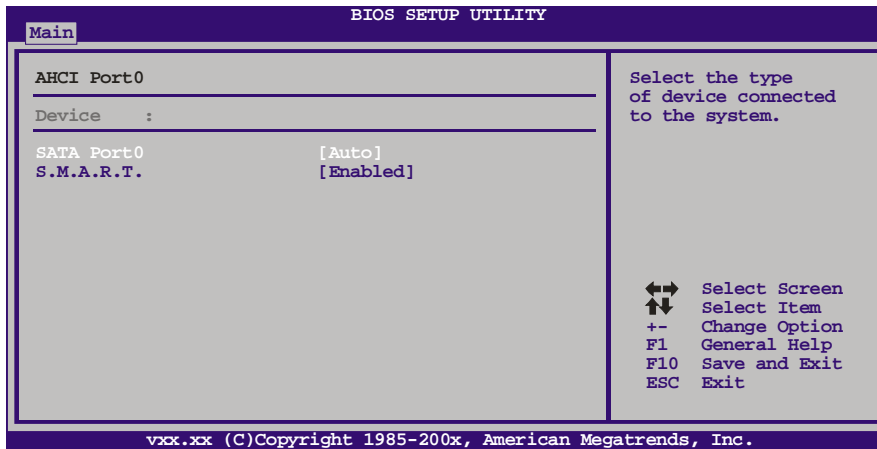 BIOS SETUP UTILITY
Main
AHCI Port0
Device :
SATA Port0 [Auto]
S.M.A.R.T. [Enabled]
Select the type
of device connected
to the system.
Select Screen
Select Item
+- Change Option
F1 General Help
F10 Save and Exit
ESC Exit
vxx.xx (C)Copyright 1985-200x, American Megatrends, Inc.